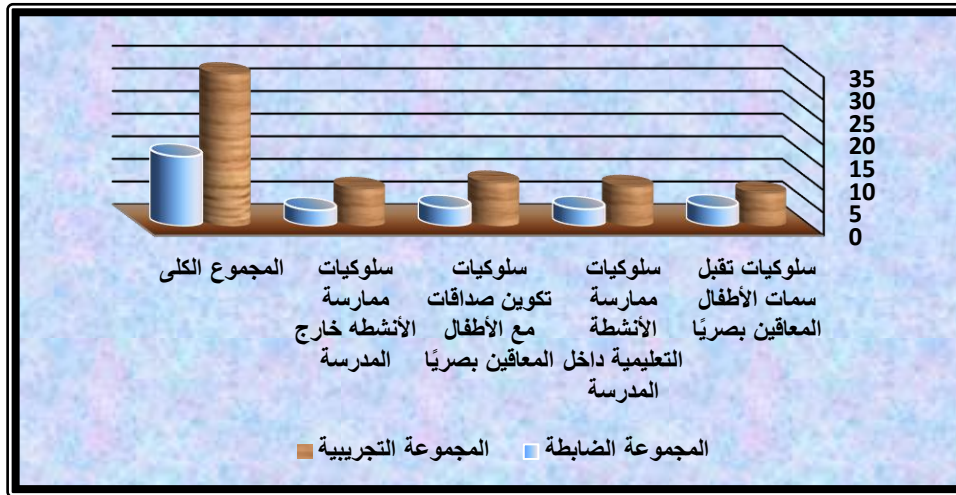 35
30
25
20
15
10
5
0
سلوكيات تقبل
سمات الأطفال
المعاقين بصريًا
سلوكيات
ممارسة
الأنشطة
التعليمية داخل
المدرسة
سلوكيات
تكوين صداقات
مع الأطفال
المعاقين بصريًا
سلوكيات
ممارسة
الأنشطه خارج
المدرسة
المجموع الكلى
المجموعة الضابطة المجموعة التجريبية